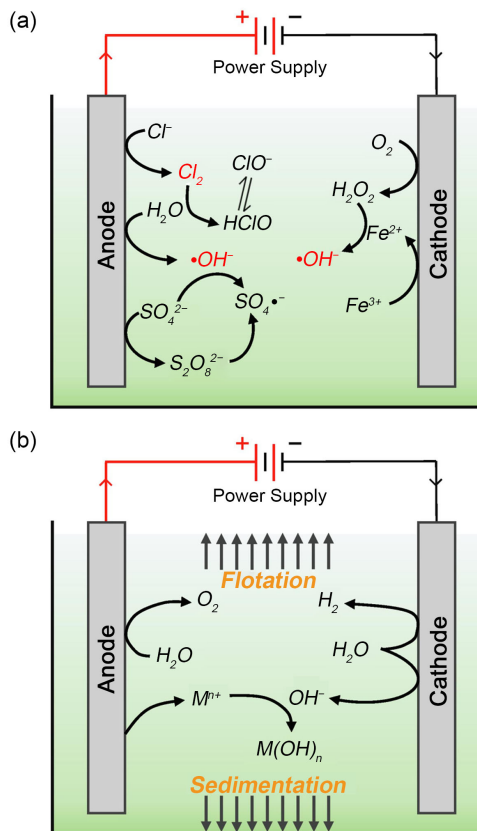 (a)
+ −
Power Supply
Anode
Cathode
Cl⁻
Cl₂
ClO⁻
HClO
H₂O
•OH⁻
SO₄²⁻
SO₄•⁻
S₂O₈²⁻
O₂
H₂O₂
•OH⁻
Fe²⁺
Fe³⁺
(b)
+ −
Power Supply
Anode
Cathode
Flotation
O₂
H₂O
H₂
H₂O
Mⁿ⁺
OH⁻
M(OH)ₙ
Sedimentation